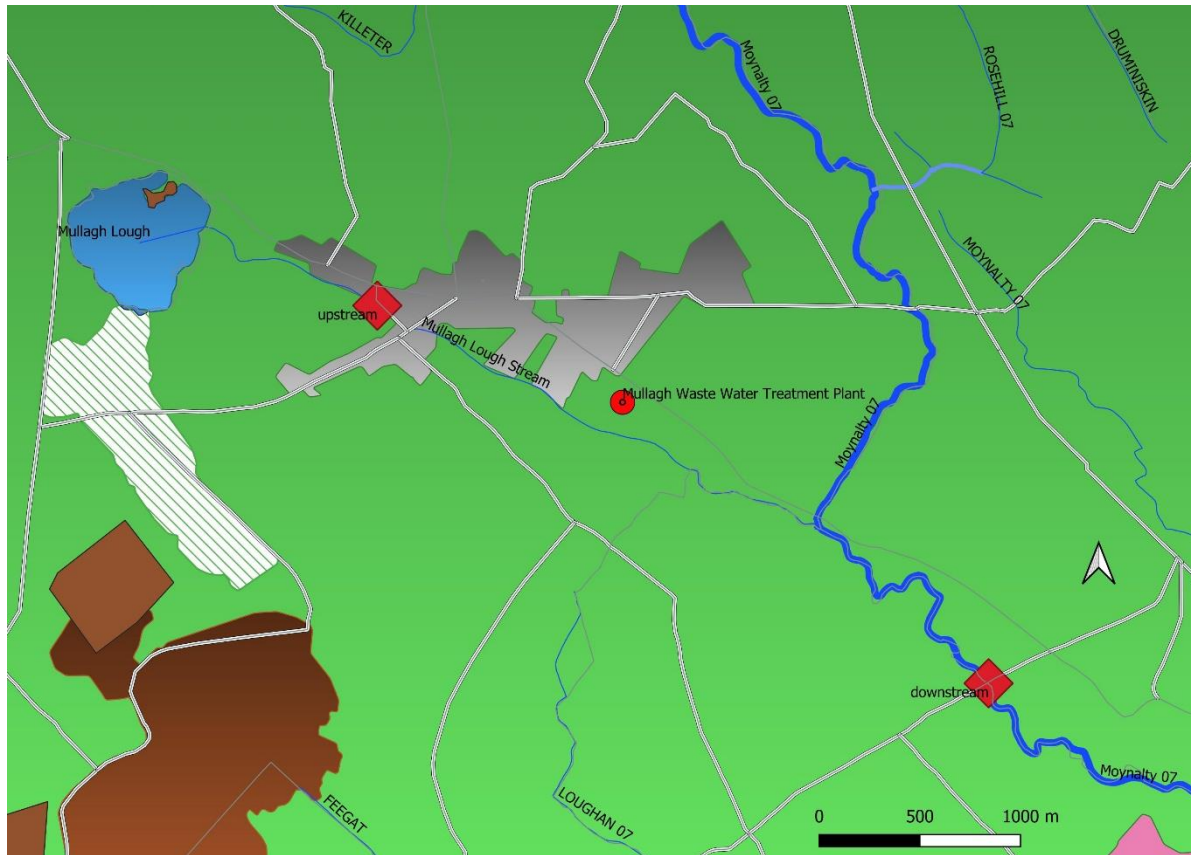 KILLETER
Moynalty 07
ROSEHILL 07
DRUMINISKIN
Mullagh Lough
MOYNALTY 07
upstream
Mullagh Lough Stream
Mullagh Waste Water Treatment Plant
Moynalty 07
downstream
Moynalty 07
FEEGAT
LOUGHAN 07
0 500 1000 m